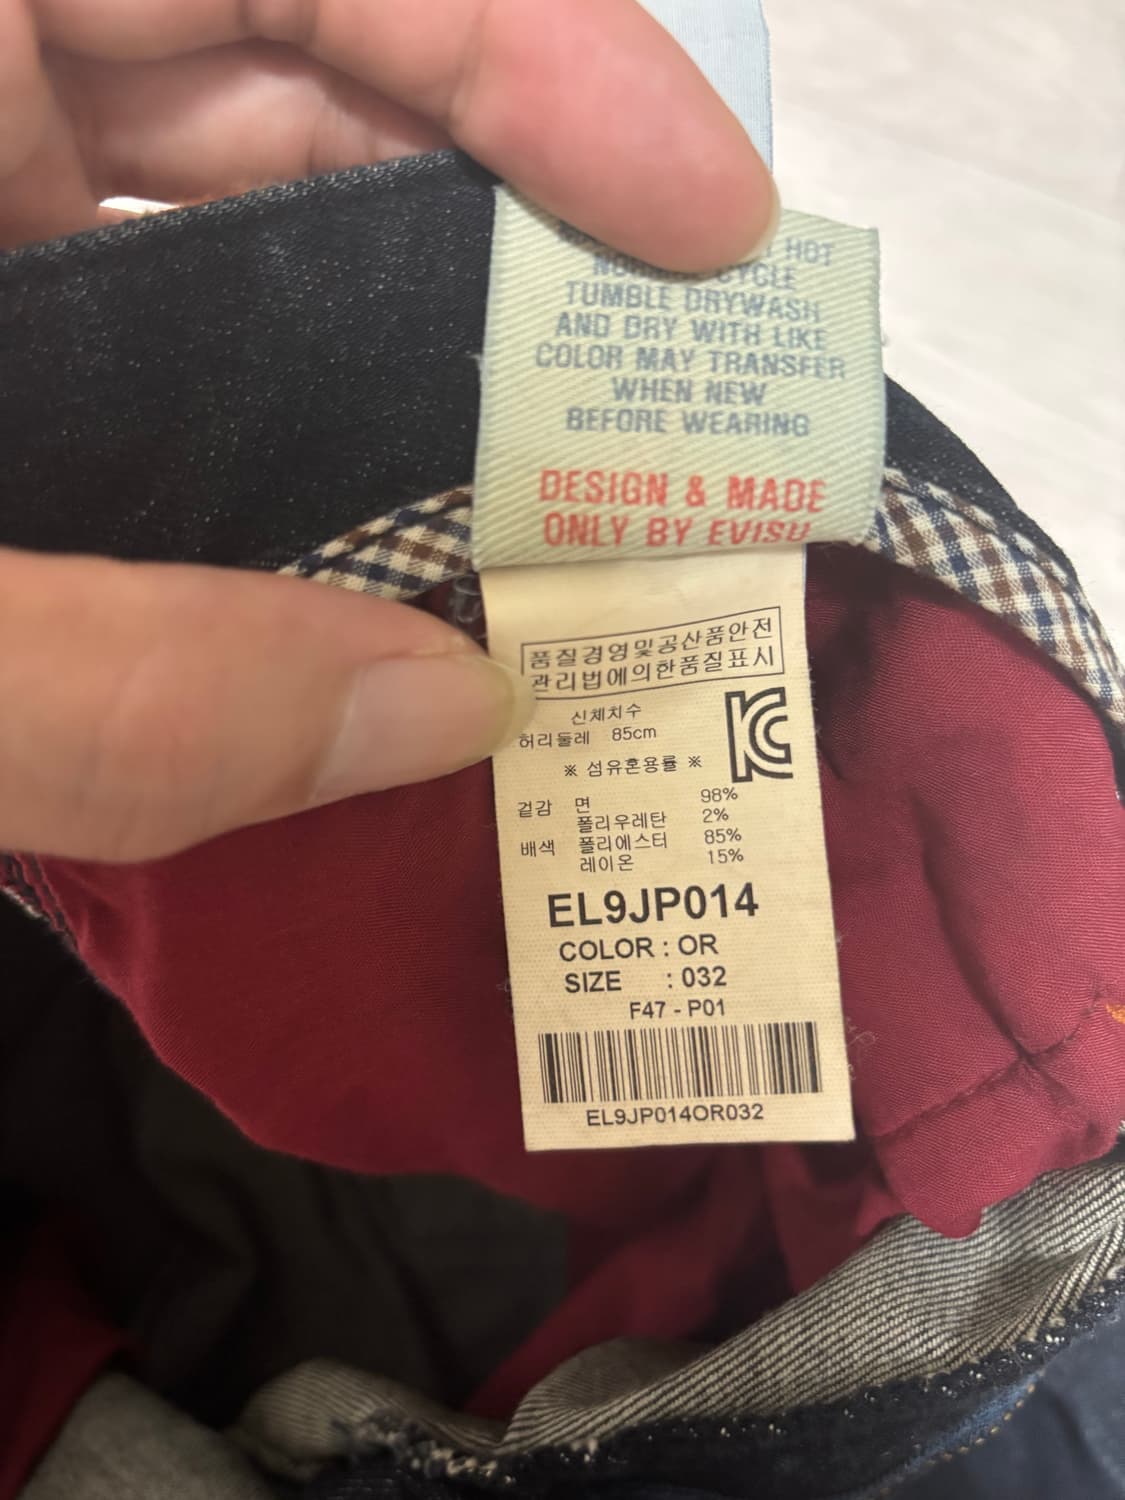 HOT
CYCLE
TUMBLE DRYWASH
AND DRY WITH LIKE
COLOR MAY TRANSFER
WHEN NEW
BEFORE WEARING
DESIGN & MADE
ONLY BY EVISU
품질경영및공산품안전
관리법에의한품질표시
신체치수
허리둘레 85cm
※ 섬유혼용률 ※
겉감 면 98%
폴리우레탄 2%
배색 폴리에스터 85%
레이온 15%
EL9JP014
COLOR : OR
SIZE : 032
F47 - P01
EL9JP014OR032